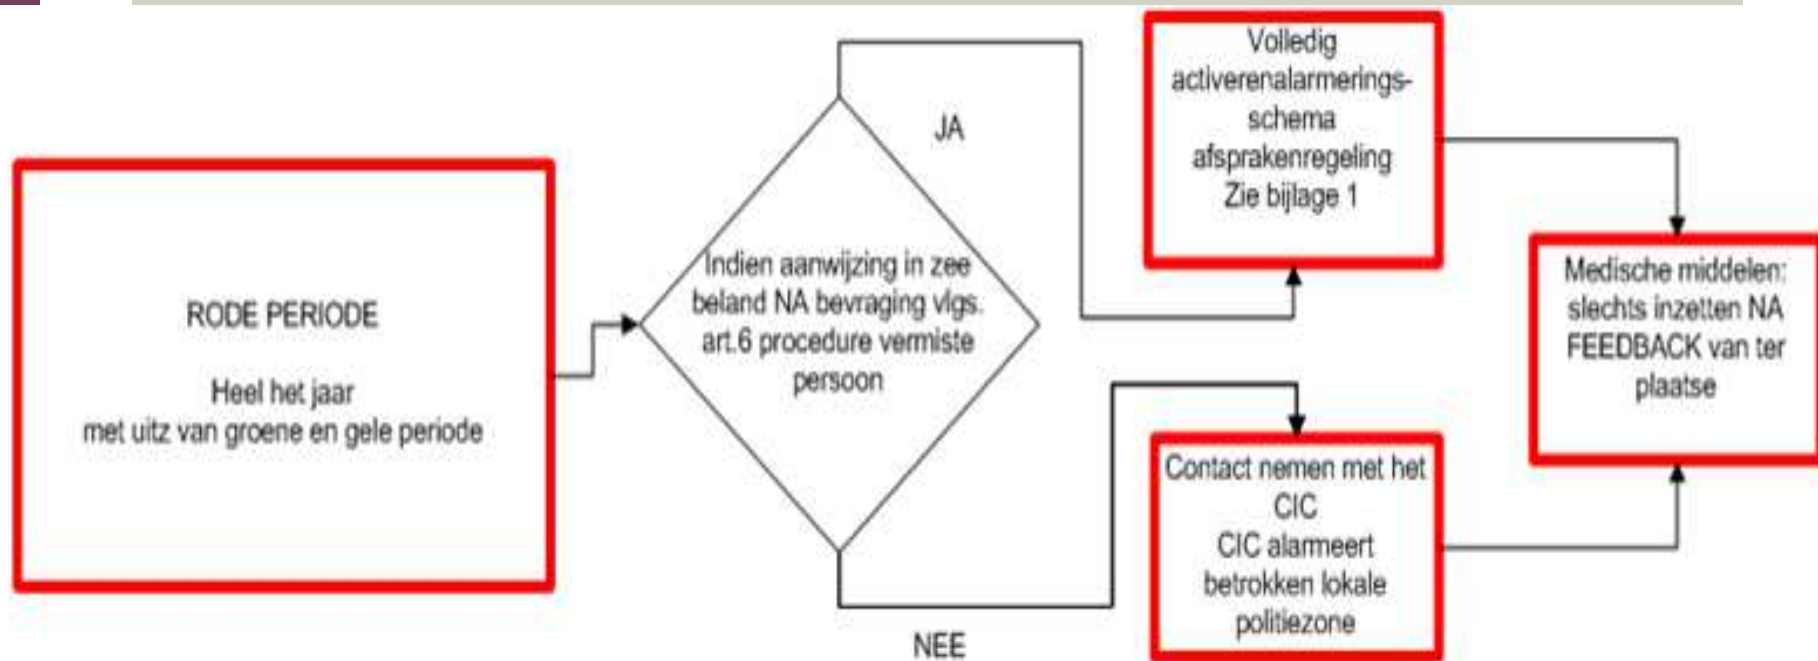 RODE PERIODE
Heel het jaar
met uitz van groene en gele periode
Indien aanwijzing in zee
beland NA bevraging vlgs.
art.6 procedure vermiste
persoon
JA
Volledig
activerenalarmerings-
schema
afsprakenregeling
Zie bijlage 1
NEE
Contact nemen met het
CIC
CIC alarmeert
betrokken lokale
politiezone
Medische middelen:
slechts inzetten NA
FEEDBACK van ter
plaatse